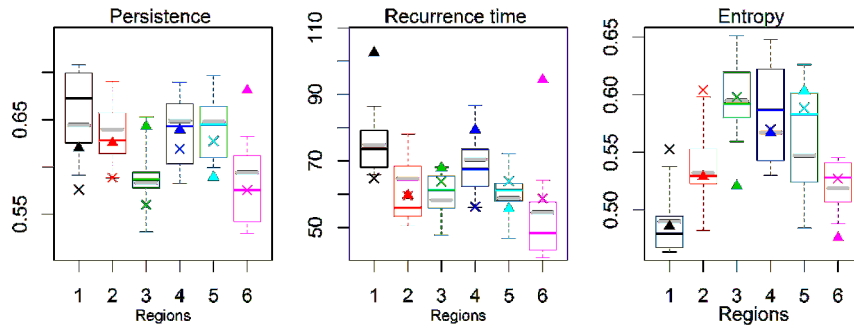 Persistence
0.65
0.55
1 2 3 4 5 6
Regions
Recurrence time
110
90
70
50
1 2 3 4 5 6
Regions
Entropy
0.65
0.60
0.55
0.50
1 2 3 4 5 6
Regions